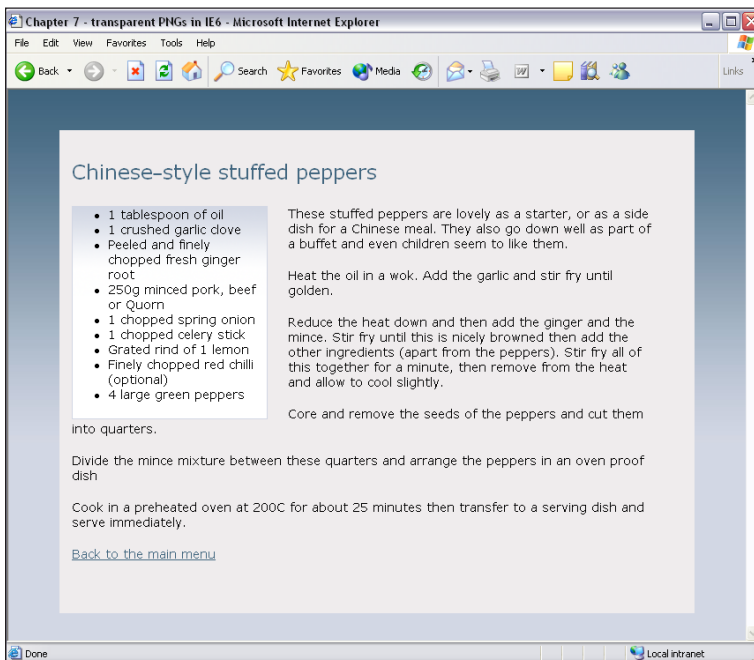 Chapter 7 - transparent PNGs in IE6 - Microsoft Internet Explorer
File Edit View Favorites Tools Help
Back Search Favorites Media Links
Chinese-style stuffed peppers
• 1 tablespoon of oil
• 1 crushed garlic clove
• Peeled and finely
chopped fresh ginger
root
• 250g minced pork, beef
or Quorn
• 1 chopped spring onion
• 1 chopped celery stick
• Grated rind of 1 lemon
• Finely chopped red chilli
(optional)
• 4 large green peppers
These stuffed peppers are lovely as a starter, or as a side
dish for a Chinese meal. They also go down well as part of
a buffet and even children seem to like them.
Heat the oil in a wok. Add the garlic and stir fry until
golden.
Reduce the heat down and then add the ginger and the
mince. Stir fry until this is nicely browned then add the
other ingredients (apart from the peppers). Stir fry all of
this together for a minute, then remove from the heat
and allow to cool slightly.
Core and remove the seeds of the peppers and cut them
into quarters.
Divide the mince mixture between these quarters and arrange the peppers in an oven proof
dish
Cook in a preheated oven at 200C for about 25 minutes then transfer to a serving dish and
serve immediately.
Back to the main menu
Done Local intranet